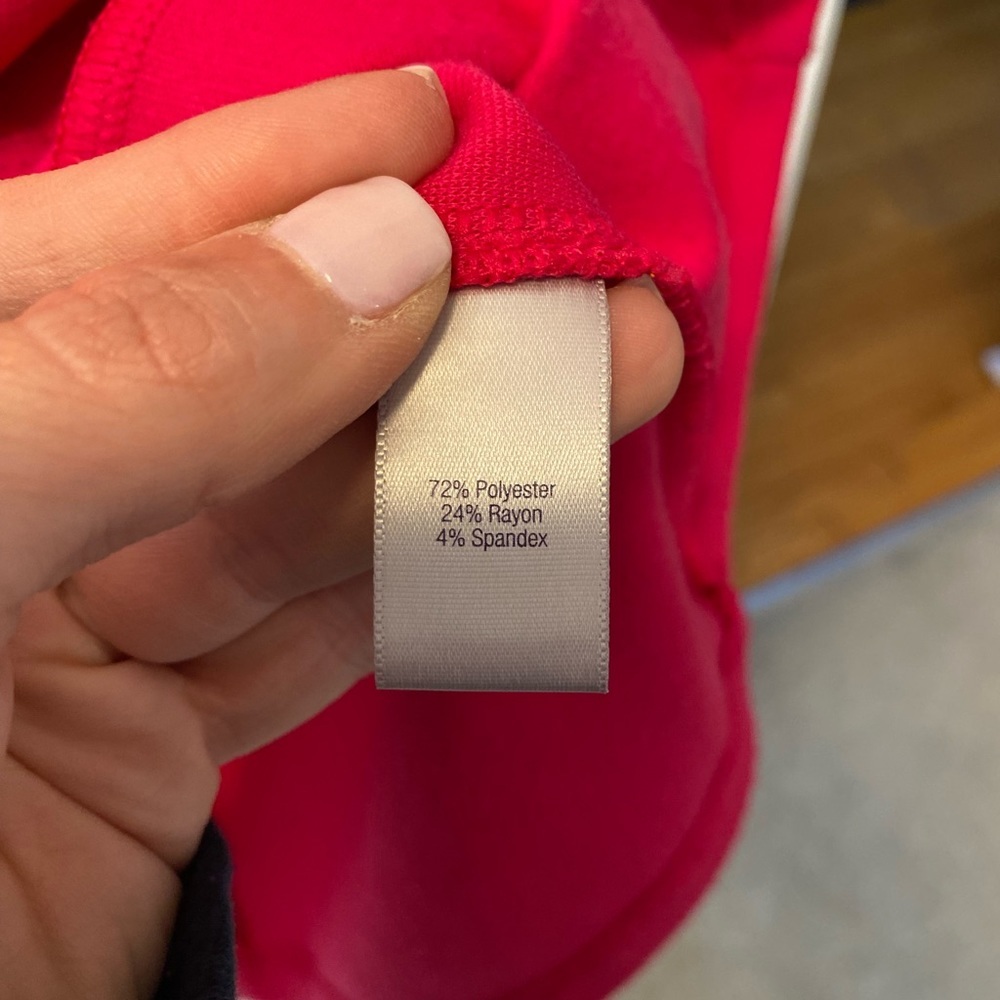 72% Polyester
24% Rayon
4% Spandex